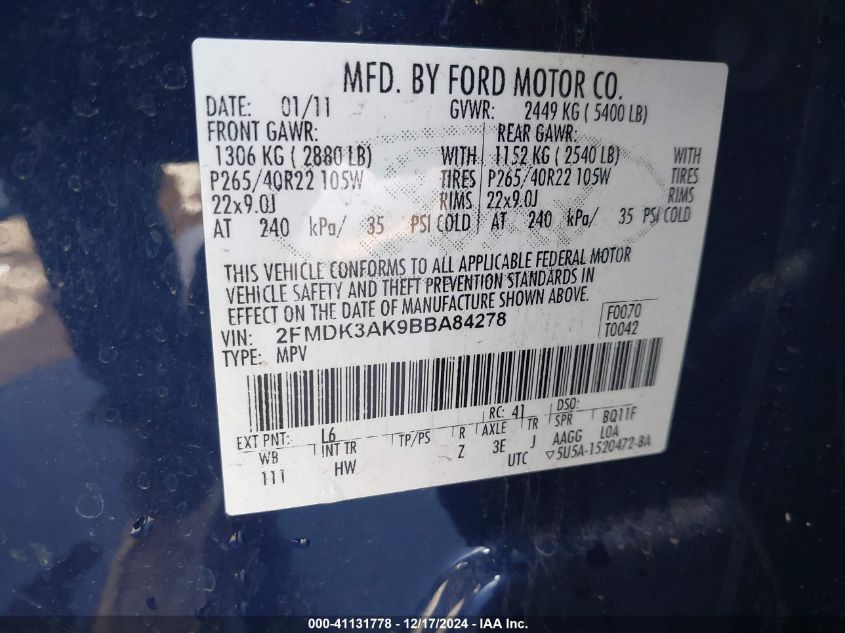 MFD. BY FORD MOTOR CO.
DATE: 01/11 GVWR: 2449 KG ( 5400 LB)
FRONT GAWR: REAR GAWR:
1306 KG ( 2880 LB) WITH 1152 KG ( 2540 LB) WITH
P265/40R22 105W TIRES P265/40R22 105W TIRES
22x9.0J RIMS 22x9.0J RIMS
AT 240 kPa/ 35 PSI COLD AT 240 kPa/ 35 PSI COLD
THIS VEHICLE CONFORMS TO ALL APPLICABLE FEDERAL MOTOR
VEHICLE SAFETY AND THEFT PREVENTION STANDARDS IN
EFFECT ON THE DATE OF MANUFACTURE SHOWN ABOVE.
VIN: 2FMDK3AK9BBA84278 F0070
TYPE: MPV T0042
RC: 41 DSO:
EXT PNT: L6 TP/PS R AXLE TR SPR BQ11F
WB INT TR Z 3E J AAGG LOA
111 HW UTC ▽5U5A-1520472-BA
000-41131778 - 12/17/2024 - IAA, Inc.